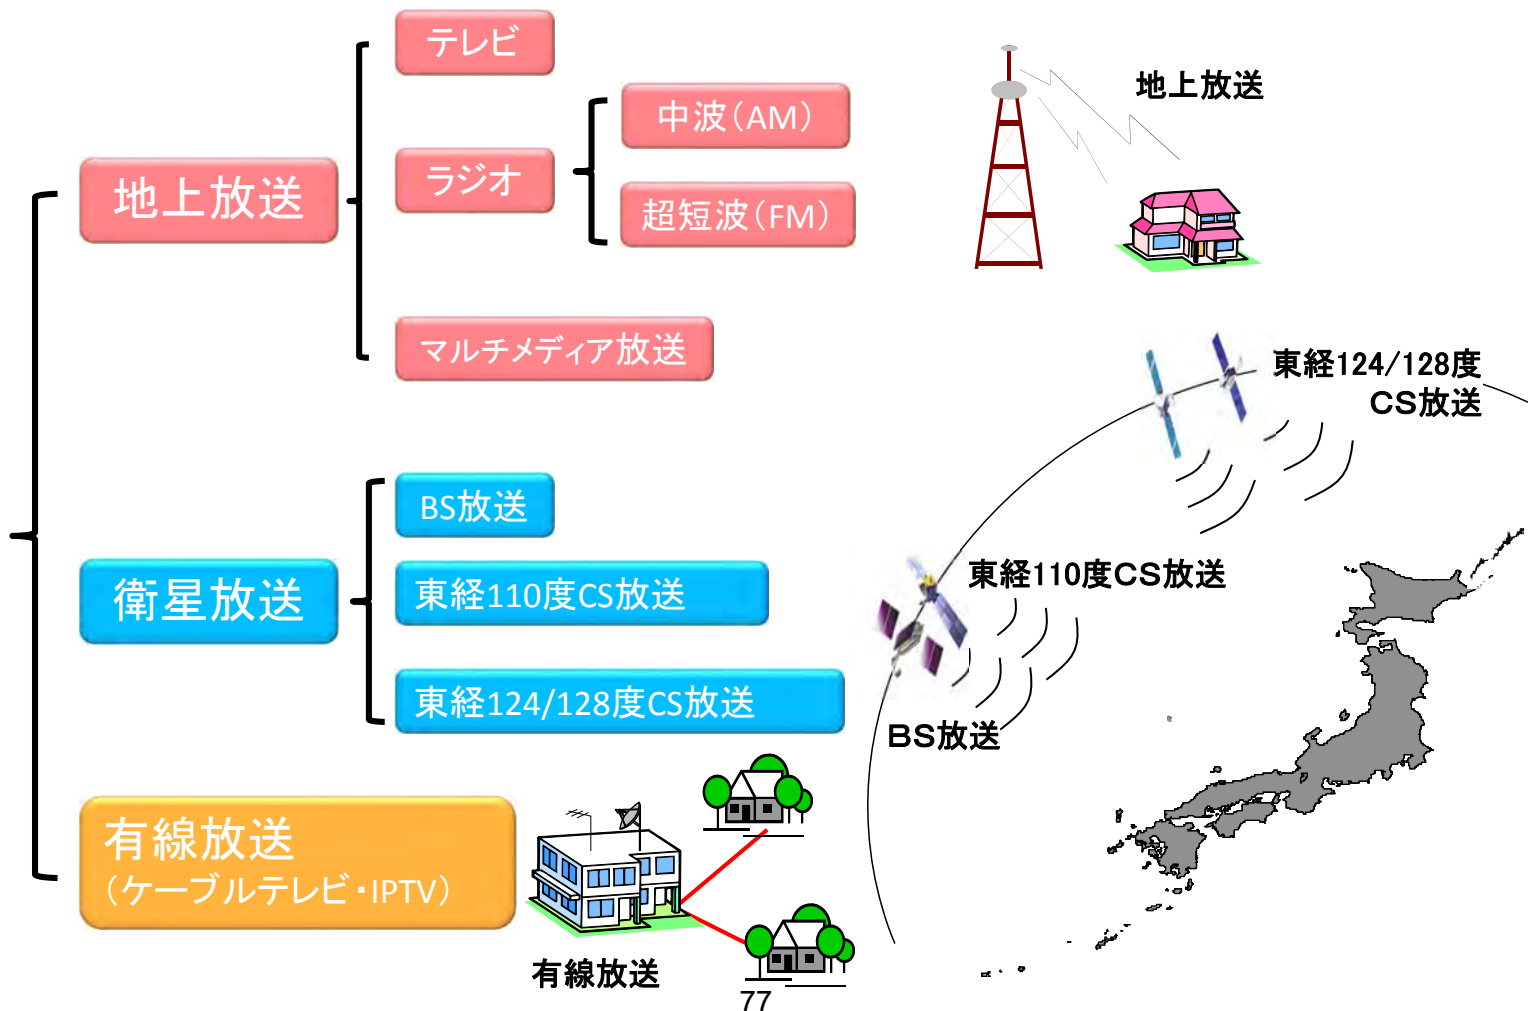 テレビ
中波（AM）
ラジオ
地上放送
超短波（FM）
マルチメディア放送
地上放送
BS放送
東経110度CS放送
衛星放送
東経124/128度CS放送
有線放送
（ケーブルテレビ・IPTV）
東経124/128度
ＣＳ放送
東経110度ＣＳ放送
ＢＳ放送
有線放送
77